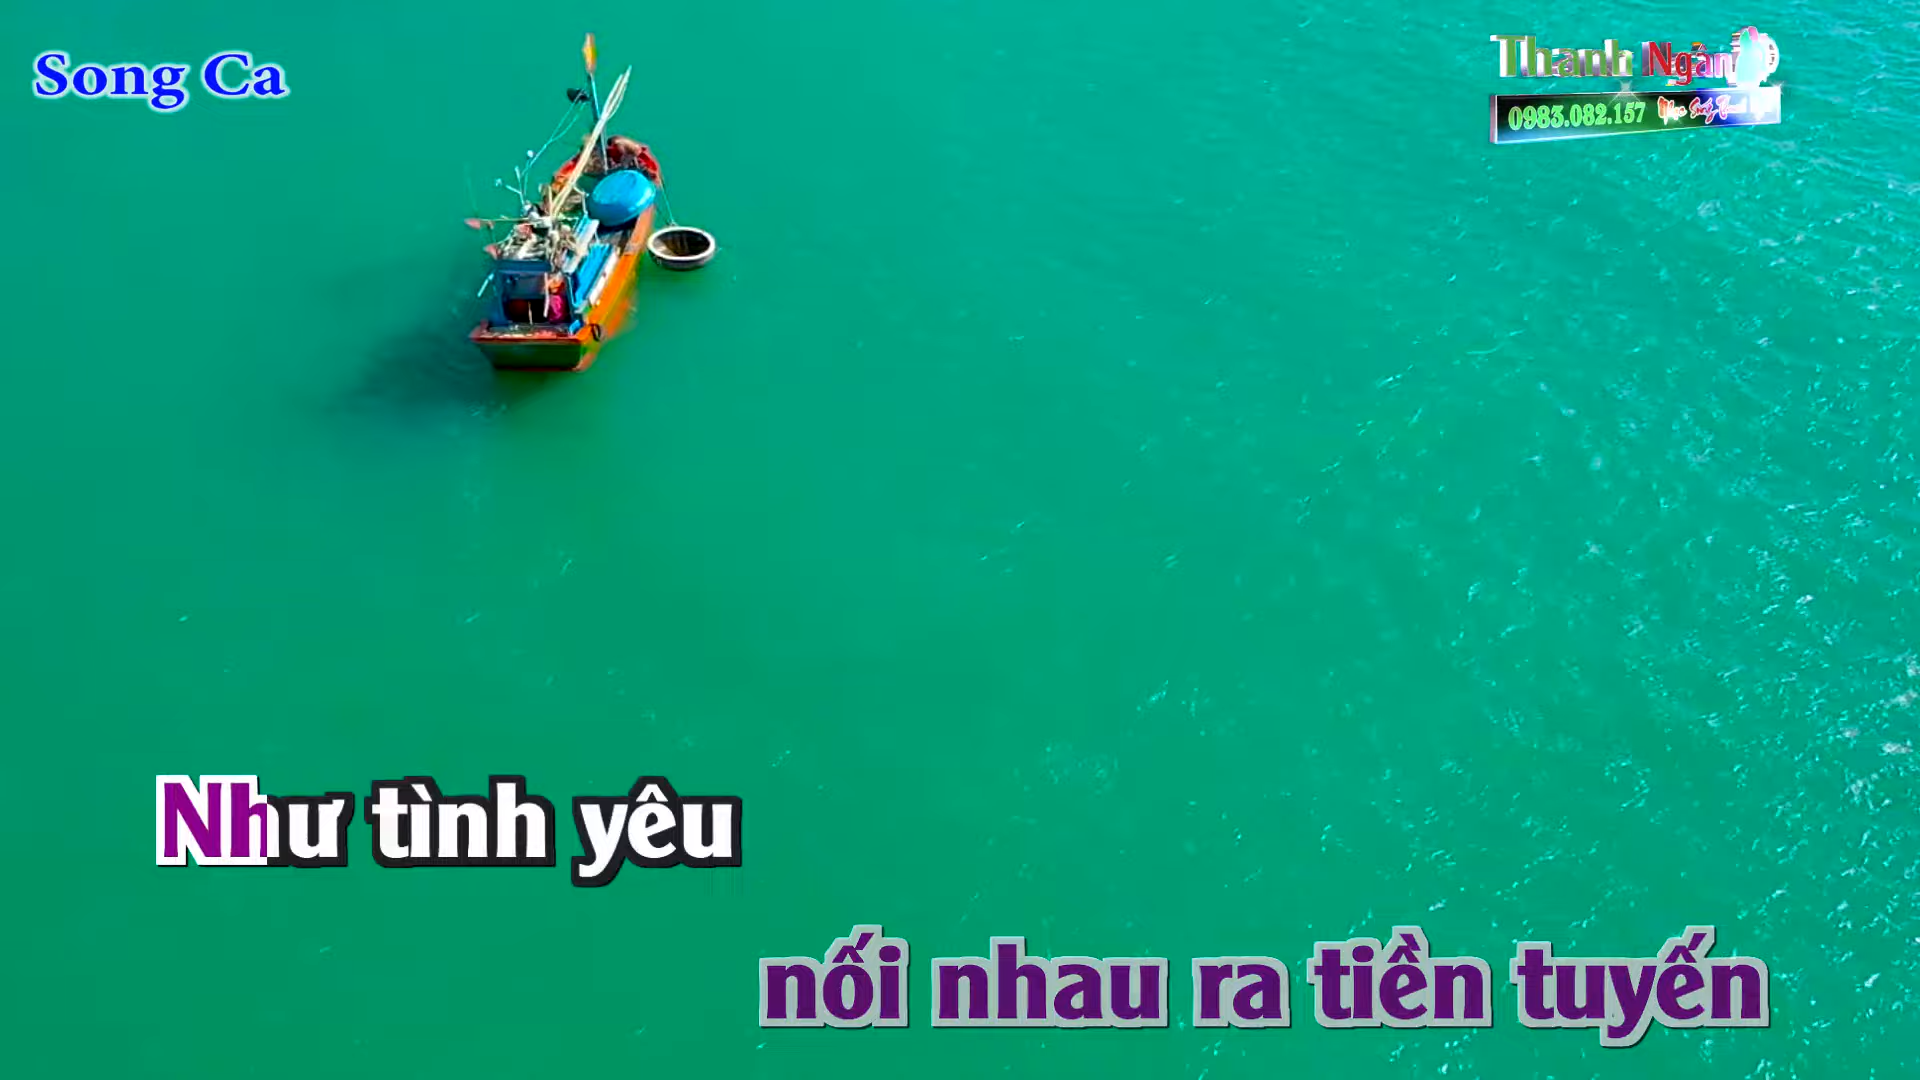 Song Ca
Thanh Ngân
0983.082.157
Như tình yêu
nối nhau ra tiền tuyến